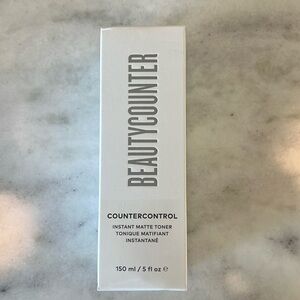 BEAUTYCOUNTER
COUNTERCONTROL
INSTANT MATTE TONER
TONIQUE MATIFIANT
INSTANTANÉ
150 ml / 5 fl oz ℮